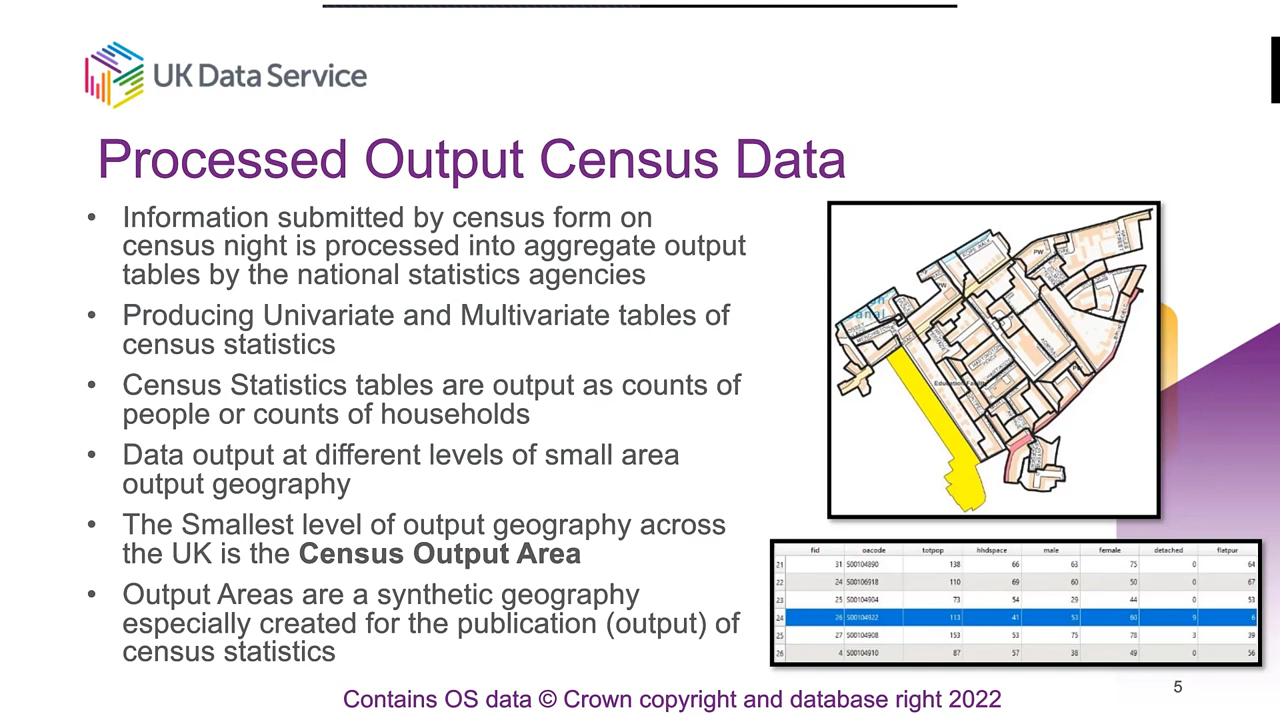 UK Data Service
Processed Output Census Data
• Information submitted by census form on
census night is processed into aggregate output
tables by the national statistics agencies
• Producing Univariate and Multivariate tables of
census statistics
• Census Statistics tables are output as counts of
people or counts of households
• Data output at different levels of small area
output geography
• The Smallest level of output geography across
the UK is the Census Output Area
• Output Areas are a synthetic geography
especially created for the publication (output) of
census statistics
PW
PW
fid oacode totpop hhdspace male female detached flatpur
21 31 S00104890 138 66 63 75 0 64
22 24 S00106918 110 69 60 50 0 67
23 25 S00104904 73 54 29 44 0 53
24 26 S00104922 113 41 53 60 9 6
25 27 S00104908 153 53 75 78 3 39
26 4 S00104910 87 57 38 49 0 56
Contains OS data © Crown copyright and database right 2022
5